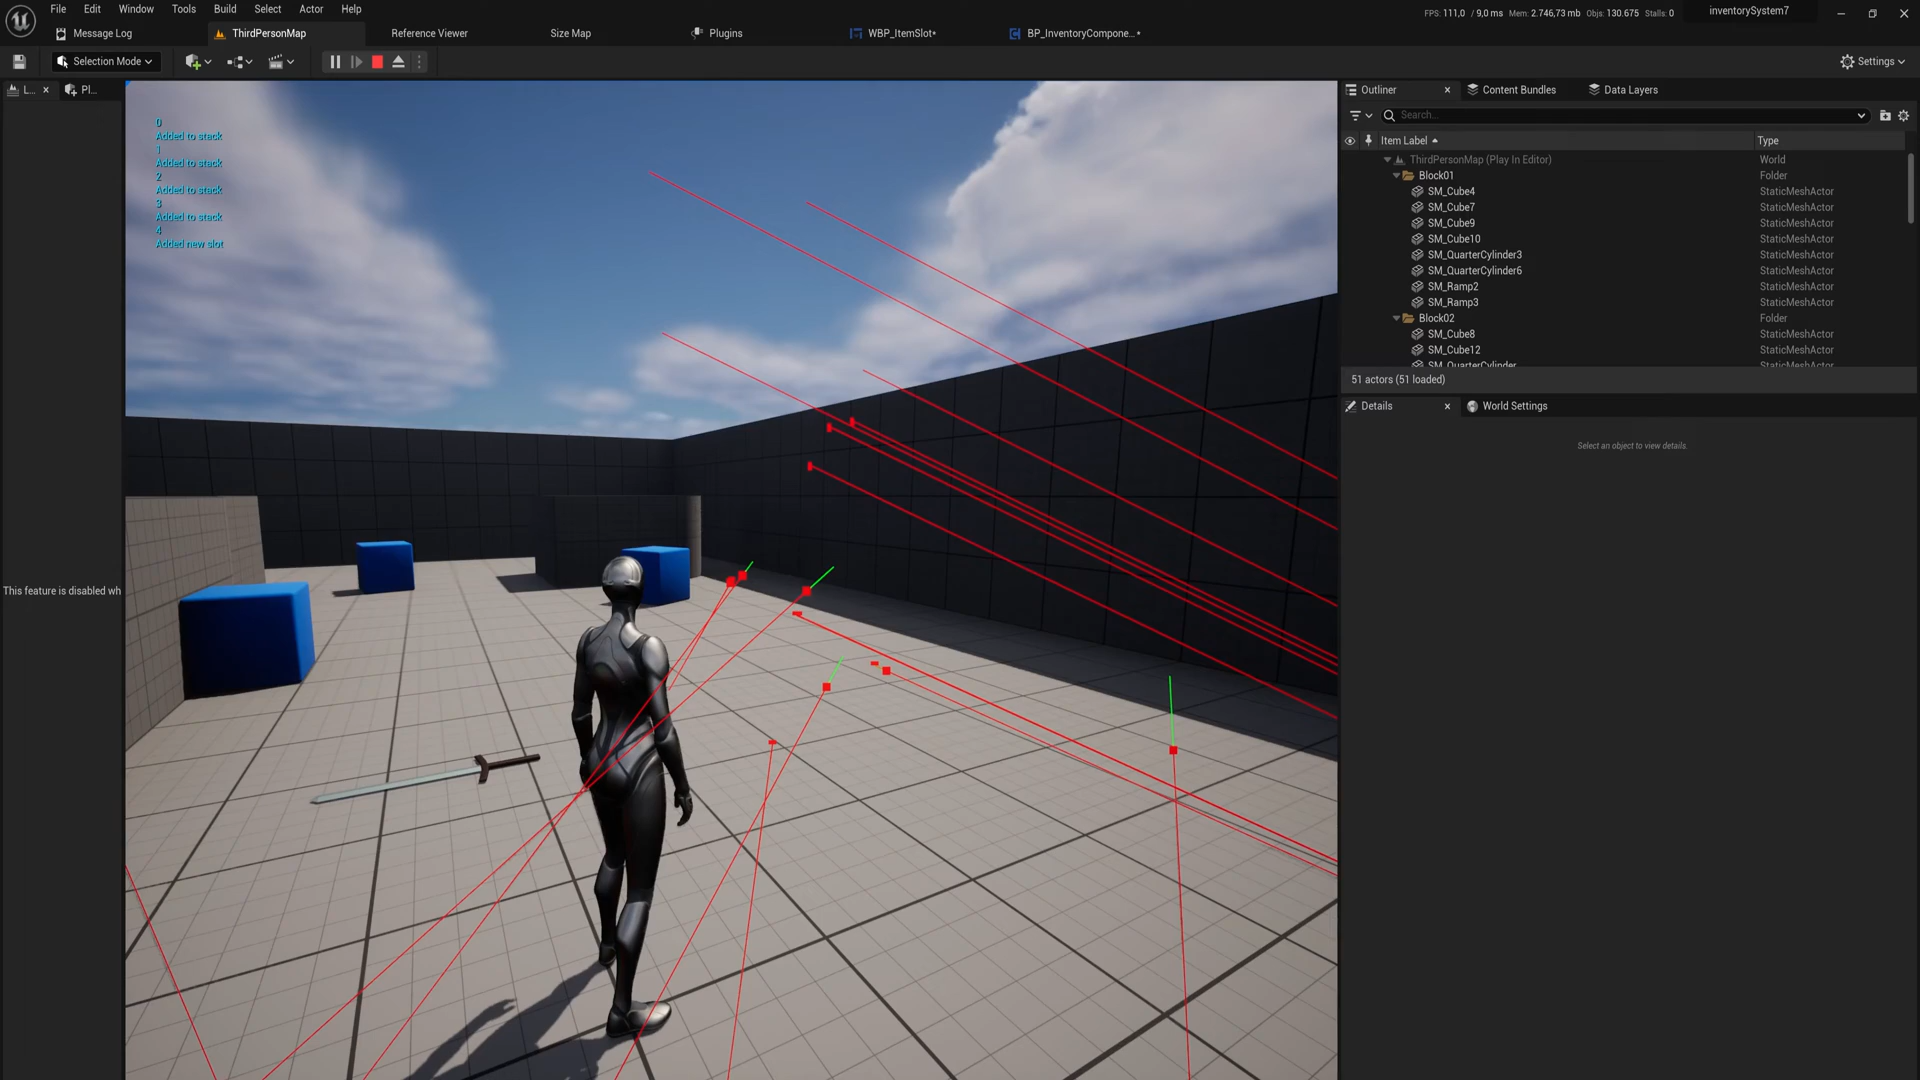 File Edit Window Tools Build Select Actor Help
FPS: 111,0 / 9,0 ms Mem: 2.746,73 mb Objs: 130.675 Stalls: 0
inventorySystem7
Message Log
ThirdPersonMap
Reference Viewer
Size Map
Plugins
WBP_ItemSlot*
BP_InventoryCompone...*
Selection Mode
Settings
L...
Pl...
Outliner
Content Bundles
Data Layers
Search...
Item Label
Type
ThirdPersonMap (Play In Editor) World
Block01 Folder
SM_Cube4 StaticMeshActor
SM_Cube7 StaticMeshActor
SM_Cube9 StaticMeshActor
SM_Cube10 StaticMeshActor
SM_QuarterCylinder3 StaticMeshActor
SM_QuarterCylinder6 StaticMeshActor
SM_Ramp2 StaticMeshActor
SM_Ramp3 StaticMeshActor
Block02 Folder
SM_Cube8 StaticMeshActor
SM_Cube12 StaticMeshActor
SM_QuarterCylinder StaticMeshActor
51 actors (51 loaded)
Details
World Settings
Select an object to view details.
0
Added to stack
1
Added to stack
2
Added to stack
3
Added to stack
4
Added new slot
This feature is disabled wh